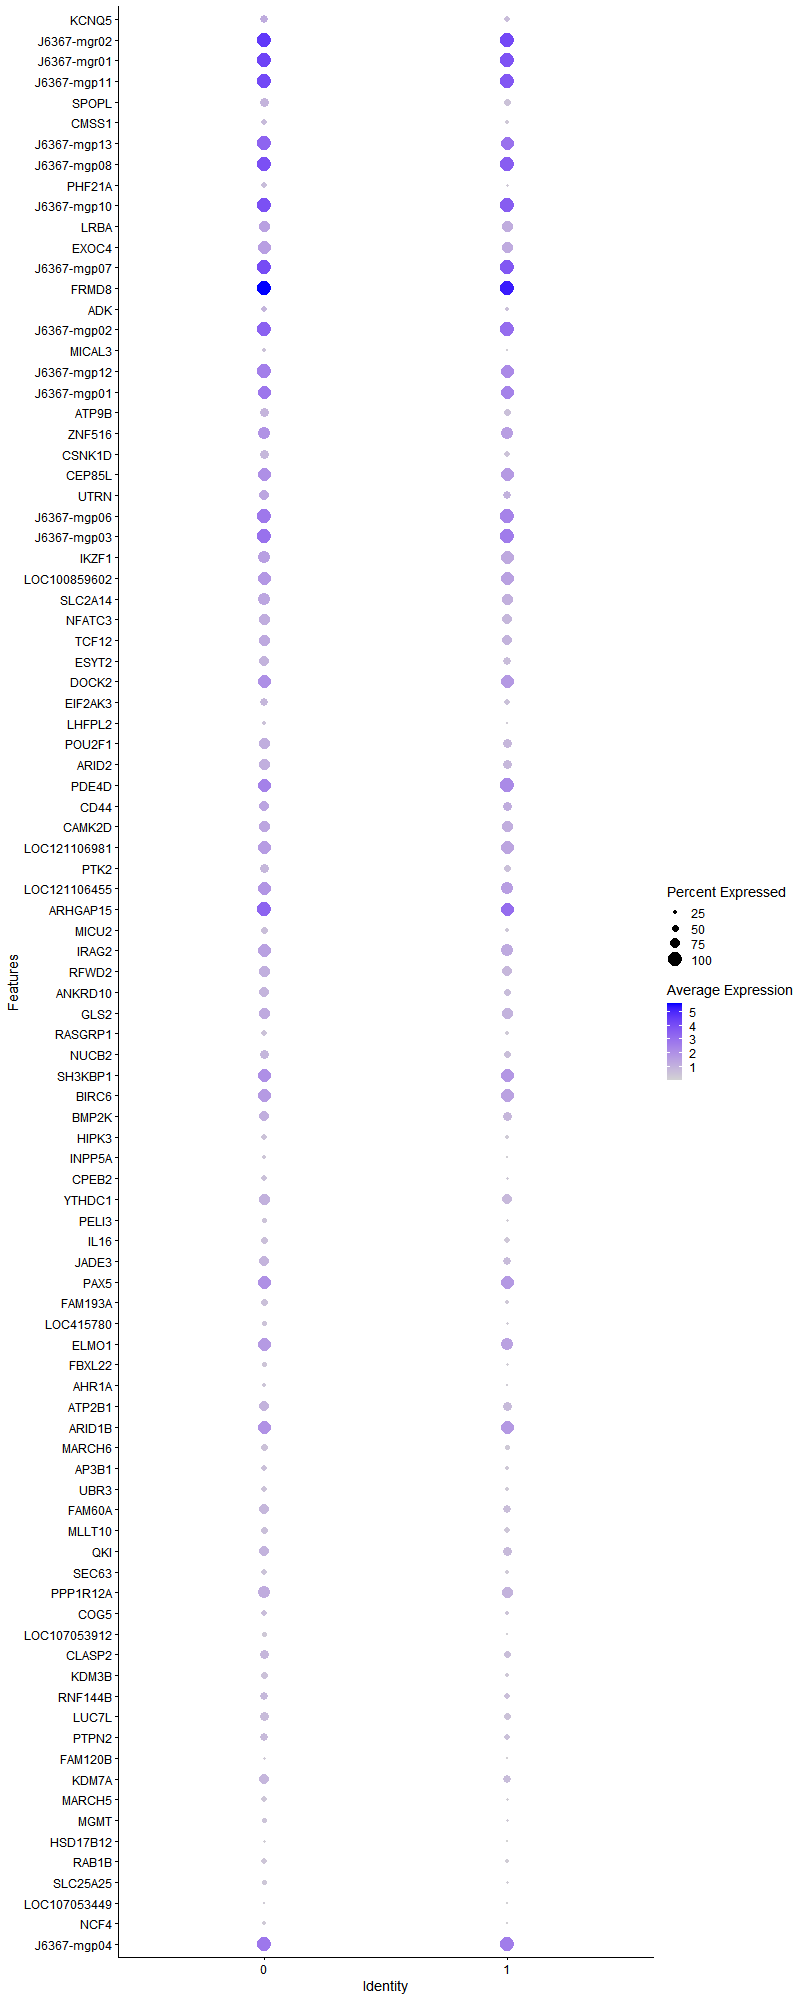 KCNQ5
J6367-mgr02
J6367-mgr01
J6367-mgp11
SPOPL
CMSS1
J6367-mgp13
J6367-mgp08
PHF21A
J6367-mgp10
LRBA
EXOC4
J6367-mgp07
FRMD8
ADK
J6367-mgp02
MICAL3
J6367-mgp12
J6367-mgp01
ATP9B
ZNF516
CSNK1D
CEP85L
UTRN
J6367-mgp06
J6367-mgp03
IKZF1
LOC100859602
SLC2A14
NFATC3
TCF12
ESYT2
DOCK2
EIF2AK3
LHFPL2
POU2F1
ARID2
PDE4D
CD44
CAMK2D
LOC121106981
PTK2
LOC121106455
ARHGAP15
MICU2
IRAG2
RFWD2
ANKRD10
GLS2
RASGRP1
NUCB2
SH3KBP1
BIRC6
BMP2K
HIPK3
INPP5A
CPEB2
YTHDC1
PELI3
IL16
JADE3
PAX5
FAM193A
LOC415780
ELMO1
FBXL22
AHR1A
ATP2B1
ARID1B
MARCH6
AP3B1
UBR3
FAM60A
MLLT10
QKI
SEC63
PPP1R12A
COG5
LOC107053912
CLASP2
KDM3B
RNF144B
LUC7L
PTPN2
FAM120B
KDM7A
MARCH5
MGMT
HSD17B12
RAB1B
SLC25A25
LOC107053449
NCF4
J6367-mgp04
Features
0 1
Identity
Percent Expressed
25
50
75
100
Average Expression
5
4
3
2
1